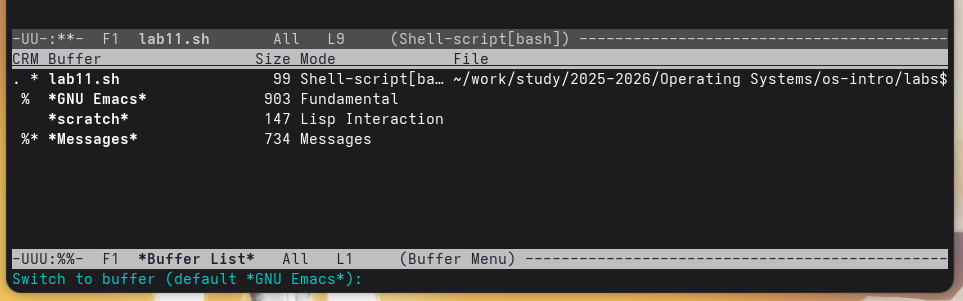 -UU-:**-  F1  lab11.sh       All   L9     (Shell-script[bash]) -----------------------------------------
CRM Buffer                 Size Mode             File
. * lab11.sh                 99 Shell-script[ba… ~/work/study/2025-2026/Operating Systems/os-intro/labs$
 %  *GNU Emacs*             903 Fundamental
    *scratch*               147 Lisp Interaction
 %* *Messages*              734 Messages
-UUU:%%-  F1  *Buffer List*   All   L1     (Buffer Menu) -----------------------------------------------
Switch to buffer (default *GNU Emacs*):